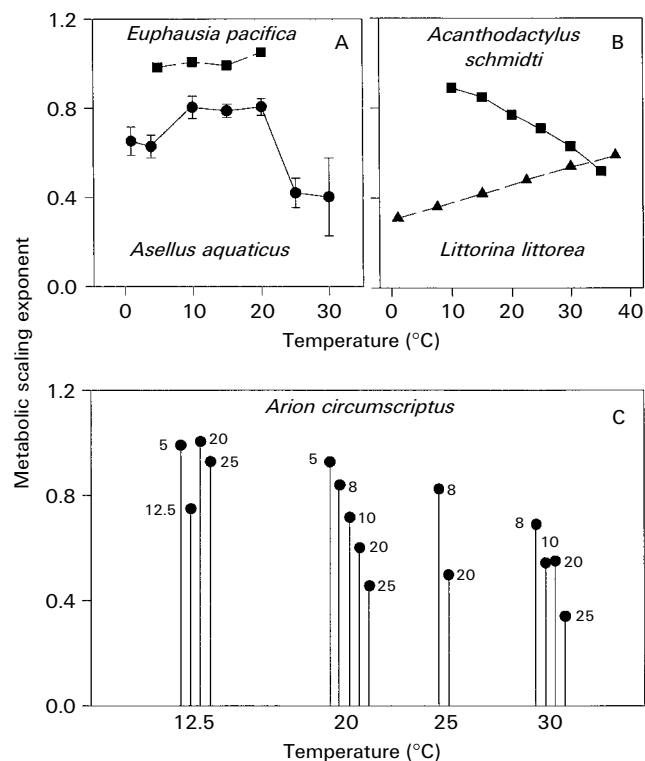 1.2
0.8
0.4
0.0
Euphausia pacifica
A
Asellus aquaticus
0
10
20
30
Temperature (°C)
Acanthodactylus
schmidti
B
Littorina littorea
0
10
20
30
40
Temperature (°C)
Metabolic scaling exponent
1.2
0.8
0.4
0.0
Arion circumscriptus
C
5
12.5
20
25
5
8
10
20
25
8
20
8
10
20
25
12.5
20
25
30
Temperature (°C)